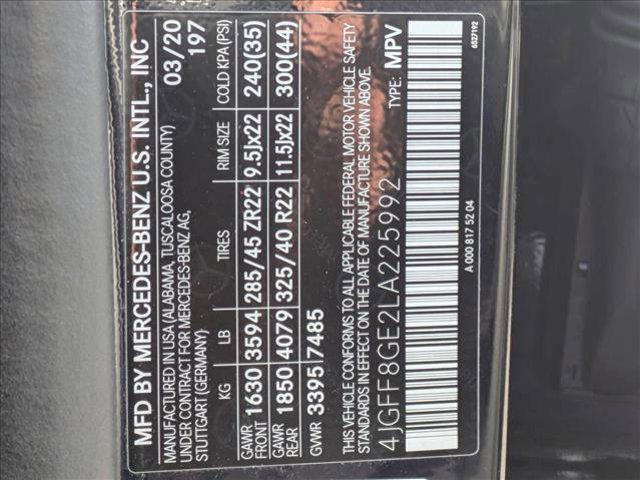 MFD BY MERCEDES-BENZ U.S. INTL., INC
MANUFACTURED IN USA (ALABAMA, TUSCALOOSA COUNTY) 03/20
UNDER CONTRACT FOR MERCEDES-BENZ AG, 197
STUTTGART (GERMANY)
KG LB TIRES RIM SIZE COLD KPA (PSI)
GAWR FRONT 1630 3594 285/45 ZR22 9.5Jx22 240(35)
GAWR REAR 1850 4079 325/40 R22 11.5Jx22 300(44)
GVWR 3395 7485
THIS VEHICLE CONFORMS TO ALL APPLICABLE FEDERAL MOTOR VEHICLE SAFETY
STANDARDS IN EFFECT ON THE DATE OF MANUFACTURE SHOWN ABOVE.
4JGFF8GE2LA225992 TYPE: MPV
A 000 817 52 04 6527192